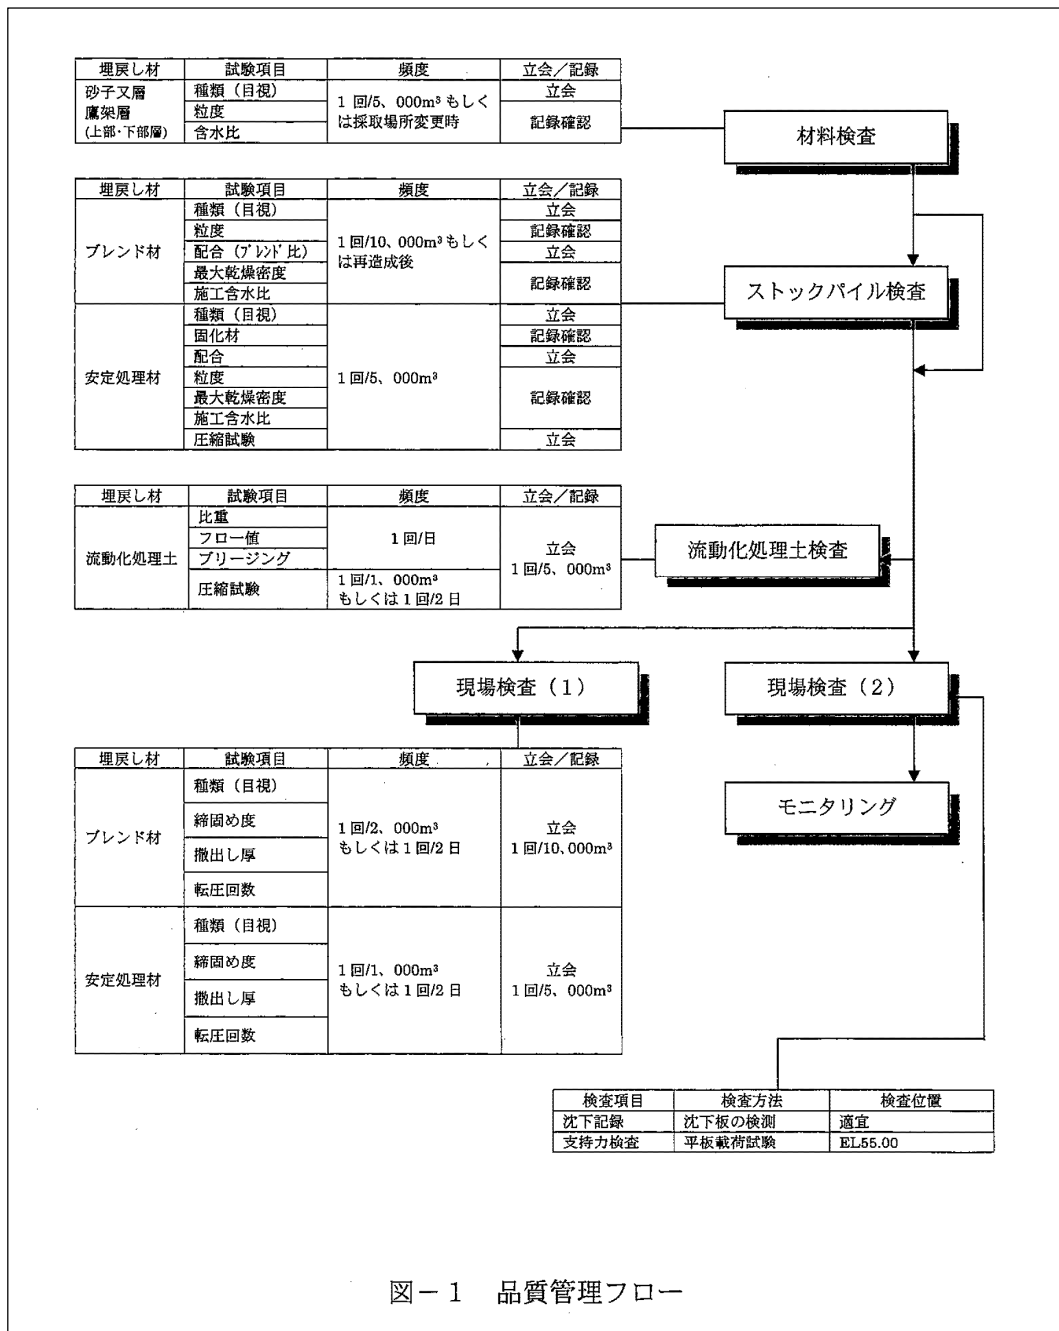 埋戻し材 試験項目 頻度 立会／記録
砂子又層 種類（目視） 1 回/5、000m³ もしく 立会
鷹架層 粒度 は採取場所変更時 記録確認
(上部・下部層) 含水比
材料検査
埋戻し材 試験項目 頻度 立会／記録
種類（目視） 立会
粒度 1 回/10、000m³ もしく 記録確認
ブレンド材 配合（ﾌﾞﾚﾝﾄﾞ比） は再造成後 立会
最大乾燥密度 記録確認
施工含水比
ストックパイル検査
種類（目視） 立会
固化材 記録確認
配合 立会
安定処理材 粒度 1 回/5、000m³
最大乾燥密度 記録確認
施工含水比
圧縮試験 立会
埋戻し材 試験項目 頻度 立会／記録
比重
フロー値 1 回/日
流動化処理土 ブリージング 立会
1 回/5、000m³
圧縮試験 1 回/1、000m³
もしくは 1 回/2 日
流動化処理土検査
現場検査（１） 現場検査（２）
埋戻し材 試験項目 頻度 立会／記録
種類（目視）
締固め度 1 回/2、000m³ 立会
ブレンド材 もしくは 1 回/2 日 1 回/10、000m³
撒出し厚
転圧回数
モニタリング
種類（目視）
締固め度
安定処理材 1 回/1、000m³ 立会
撒出し厚 もしくは 1 回/2 日 1 回/5、000m³
転圧回数
検査項目 検査方法 検査位置
沈下記録 沈下板の検測 適宜
支持力検査 平板載荷試験 EL55.00
図－１ 品質管理フロー